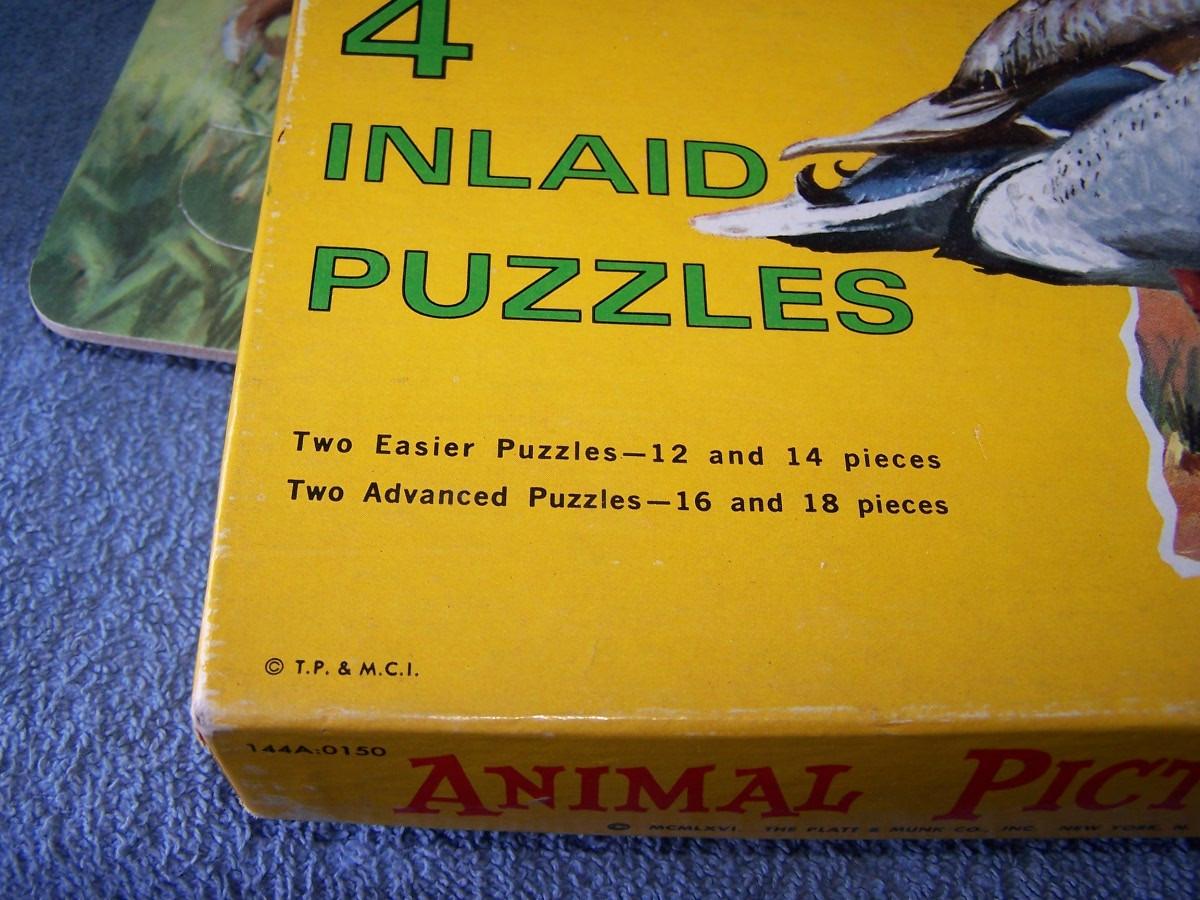 4
INLAID
PUZZLES
Two Easier Puzzles—12 and 14 pieces
Two Advanced Puzzles—16 and 18 pieces
© T.P. & M.C.I.
144A:0150
ANIMAL PICT
© MCMLXVI. THE PLATT & MUNK CO., INC. NEW YORK, N.